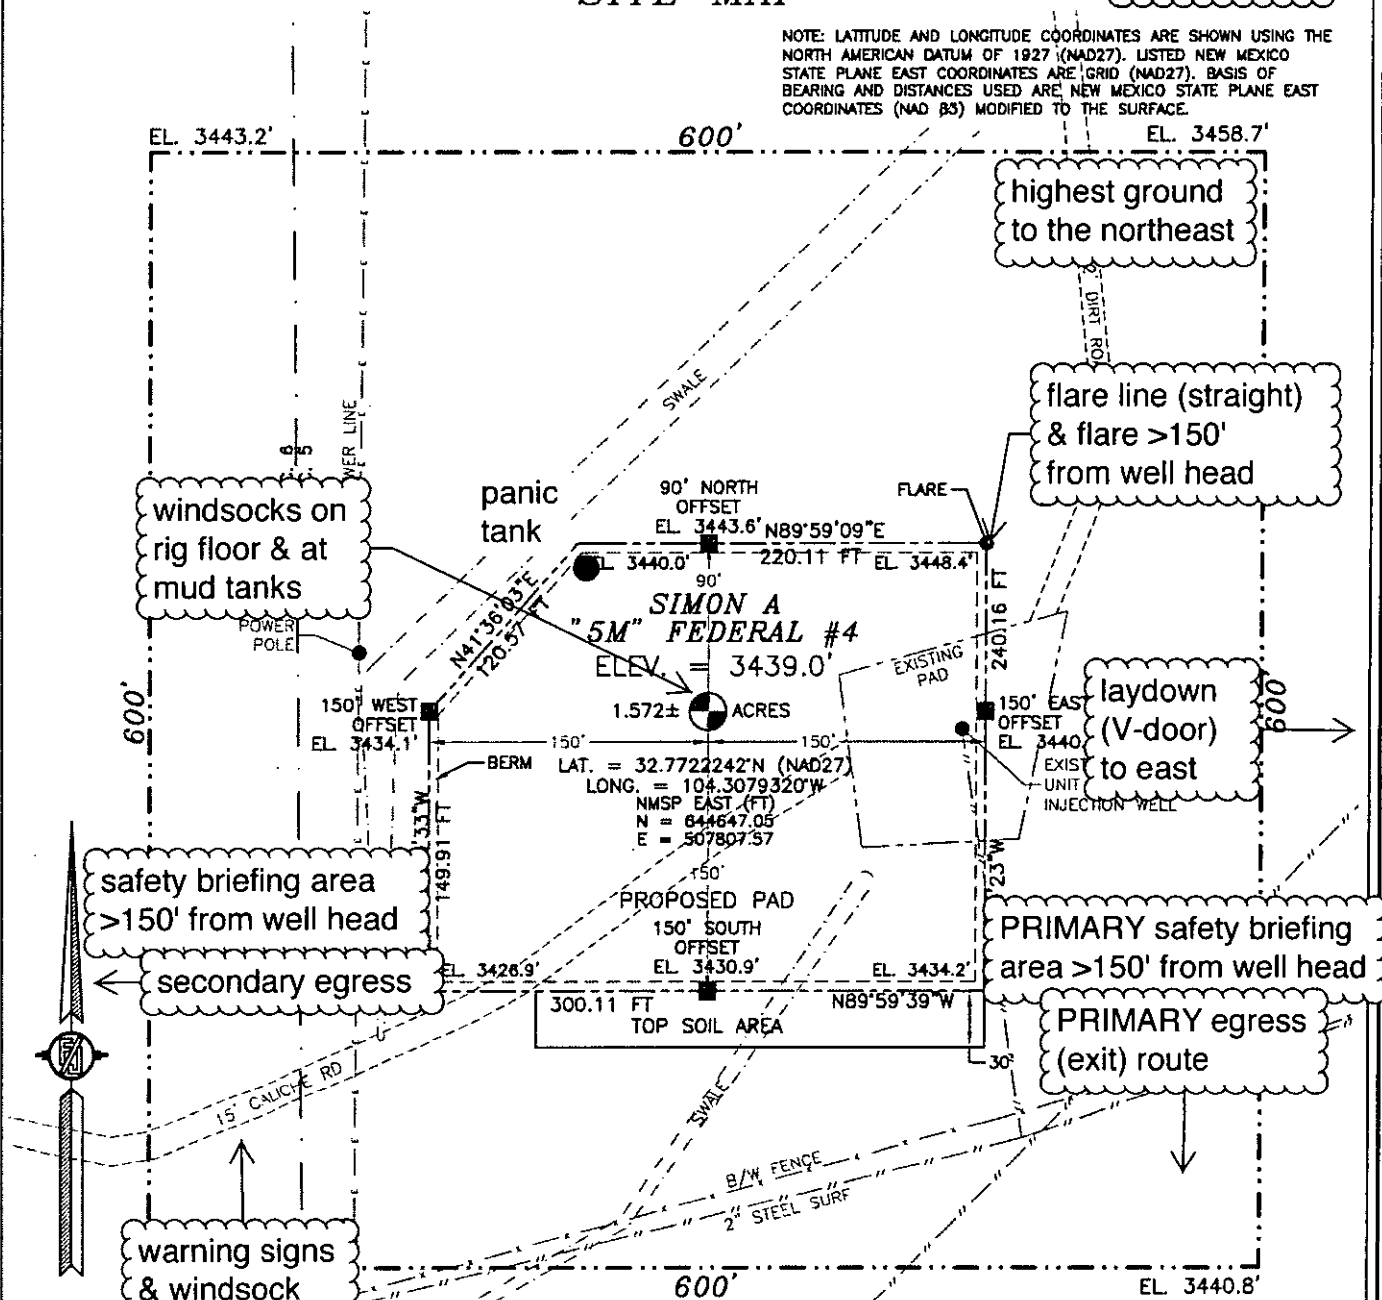 SITE MAP
NOTE: LATITUDE AND LONGITUDE COORDINATES ARE SHOWN USING THE
NORTH AMERICAN DATUM OF 1927 (NAD27). LISTED NEW MEXICO
STATE PLANE EAST COORDINATES ARE GRID (NAD27). BASIS OF
BEARING AND DISTANCES USED ARE NEW MEXICO STATE PLANE EAST
COORDINATES (NAD 83) MODIFIED TO THE SURFACE.
EL. 3443.2'
600'
EL. 3458.7'
highest ground
to the northeast
2' DIRT
SWALE
flare line (straight)
& flare >150'
from well head
6
5
LINE
windsocks on
rig floor & at
mud tanks
panic
tank
90' NORTH
OFFSET
EL. 3443.6'
FLARE
N89°59'09"E
220.11 FT
EL. 3440.0'
EL. 3448.4'
90'
N41°36'03"E
120.57 FT
240.16 FT
SIMON A
"5M" FEDERAL #4
ELEV. = 3439.0'
POWER
POLE
EXISTING
PAD
600'
150' WEST
OFFSET
EL. 3434.1'
1.572± ACRES
150' EAST
OFFSET
EL. 3440
laydown
(V-door)
to east
600'
150'
150'
BERM
LAT. = 32.7722242°N (NAD27)
LONG. = 104.3079320°W
NMSP EAST (FT)
N = 644647.05
E = 507807.57
EXIST
UNIT
INJECTION WELL
33"W
149.91 FT
23"W
150'
PROPOSED PAD
150' SOUTH
OFFSET
EL. 3430.9'
safety briefing area
>150' from well head
secondary egress
EL. 3426.9'
EL. 3434.2'
PRIMARY safety briefing
area >150' from well head
300.11 FT
N89°59'39"W
TOP SOIL AREA
30'
PRIMARY egress
(exit) route
15' CALICHE RD
SWALE
B/W FENCE
2" STEEL SURF
warning signs
& windsock
600'
EL. 3440.8'